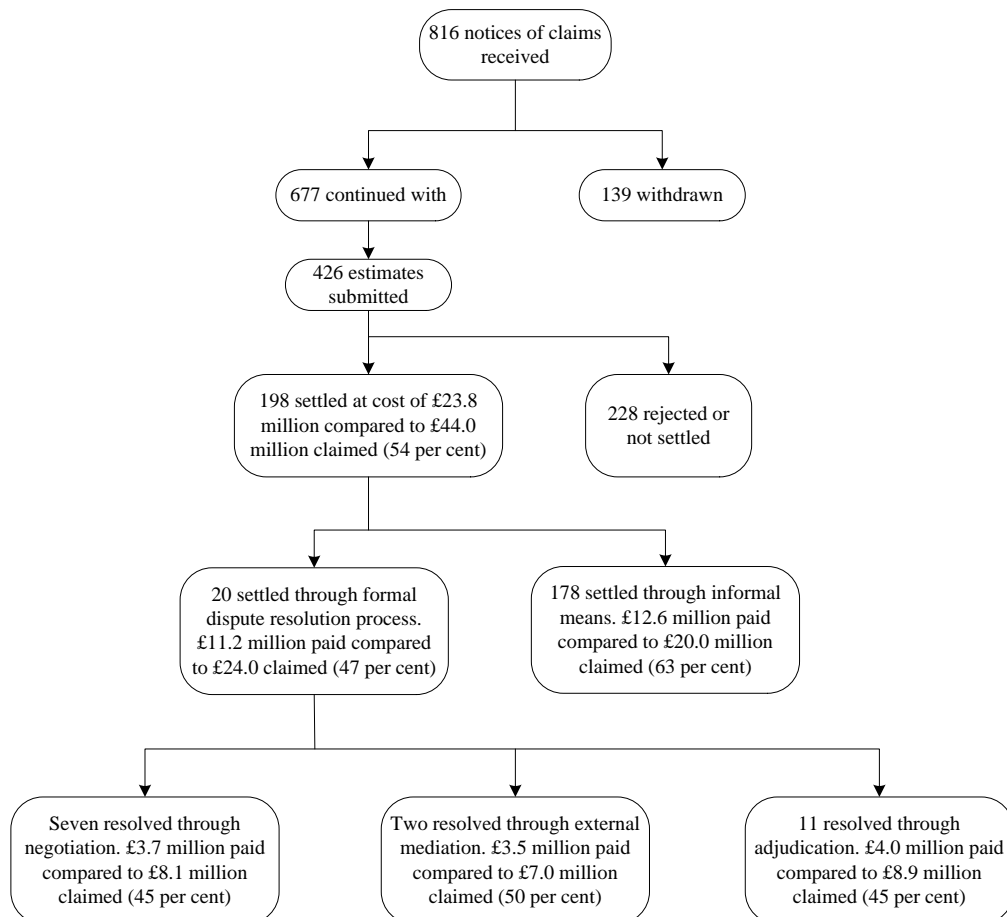 816 notices of claims
received
677 continued with
139 withdrawn
426 estimates
submitted
198 settled at cost of £23.8
million compared to £44.0
million claimed (54 per cent)
228 rejected or
not settled
20 settled through formal
dispute resolution process.
£11.2 million paid compared
to £24.0 claimed (47 per cent)
178 settled through informal
means. £12.6 million paid
compared to £20.0 million
claimed (63 per cent)
Seven resolved through
negotiation. £3.7 million paid
compared to £8.1 million
claimed (45 per cent)
Two resolved through external
mediation. £3.5 million paid
compared to £7.0 million
claimed (50 per cent)
11 resolved through
adjudication. £4.0 million paid
compared to £8.9 million
claimed (45 per cent)